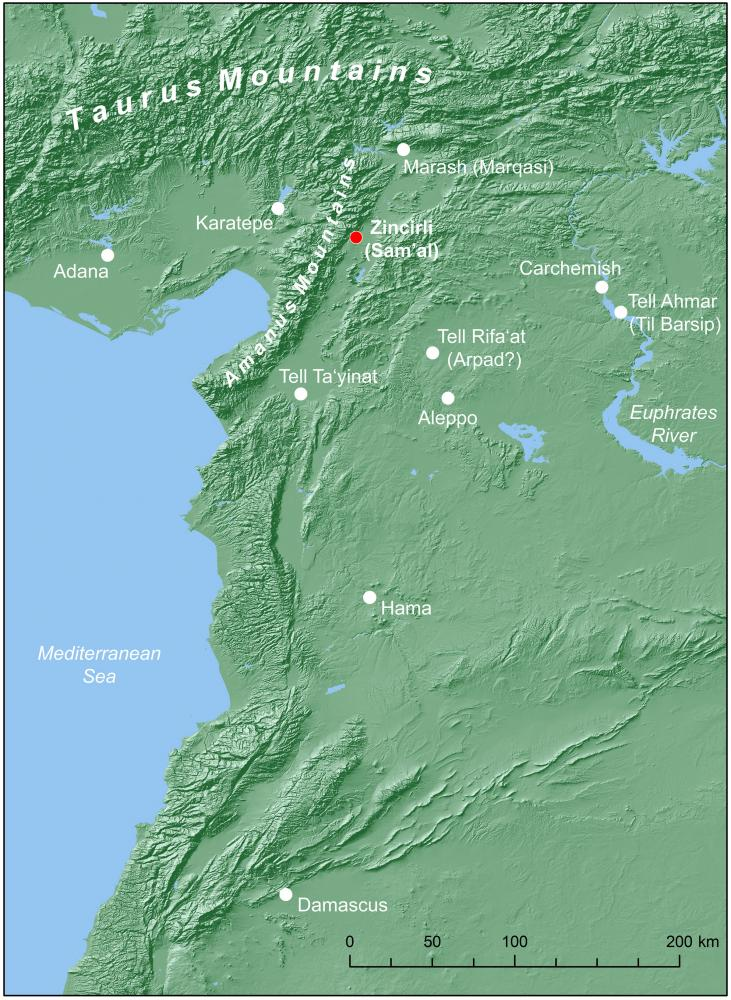 Taurus Mountains
Marash (Marqasi)
Amanus Mountains
Karatepe
Zincirli
(Sam'al)
Adana
Carchemish
Tell Ahmar
(Til Barsip)
Tell Rifa‘at
(Arpad?)
Tell Ta‘yinat
Aleppo
Euphrates
River
Hama
Mediterranean
Sea
Damascus
0 50 100 200 km